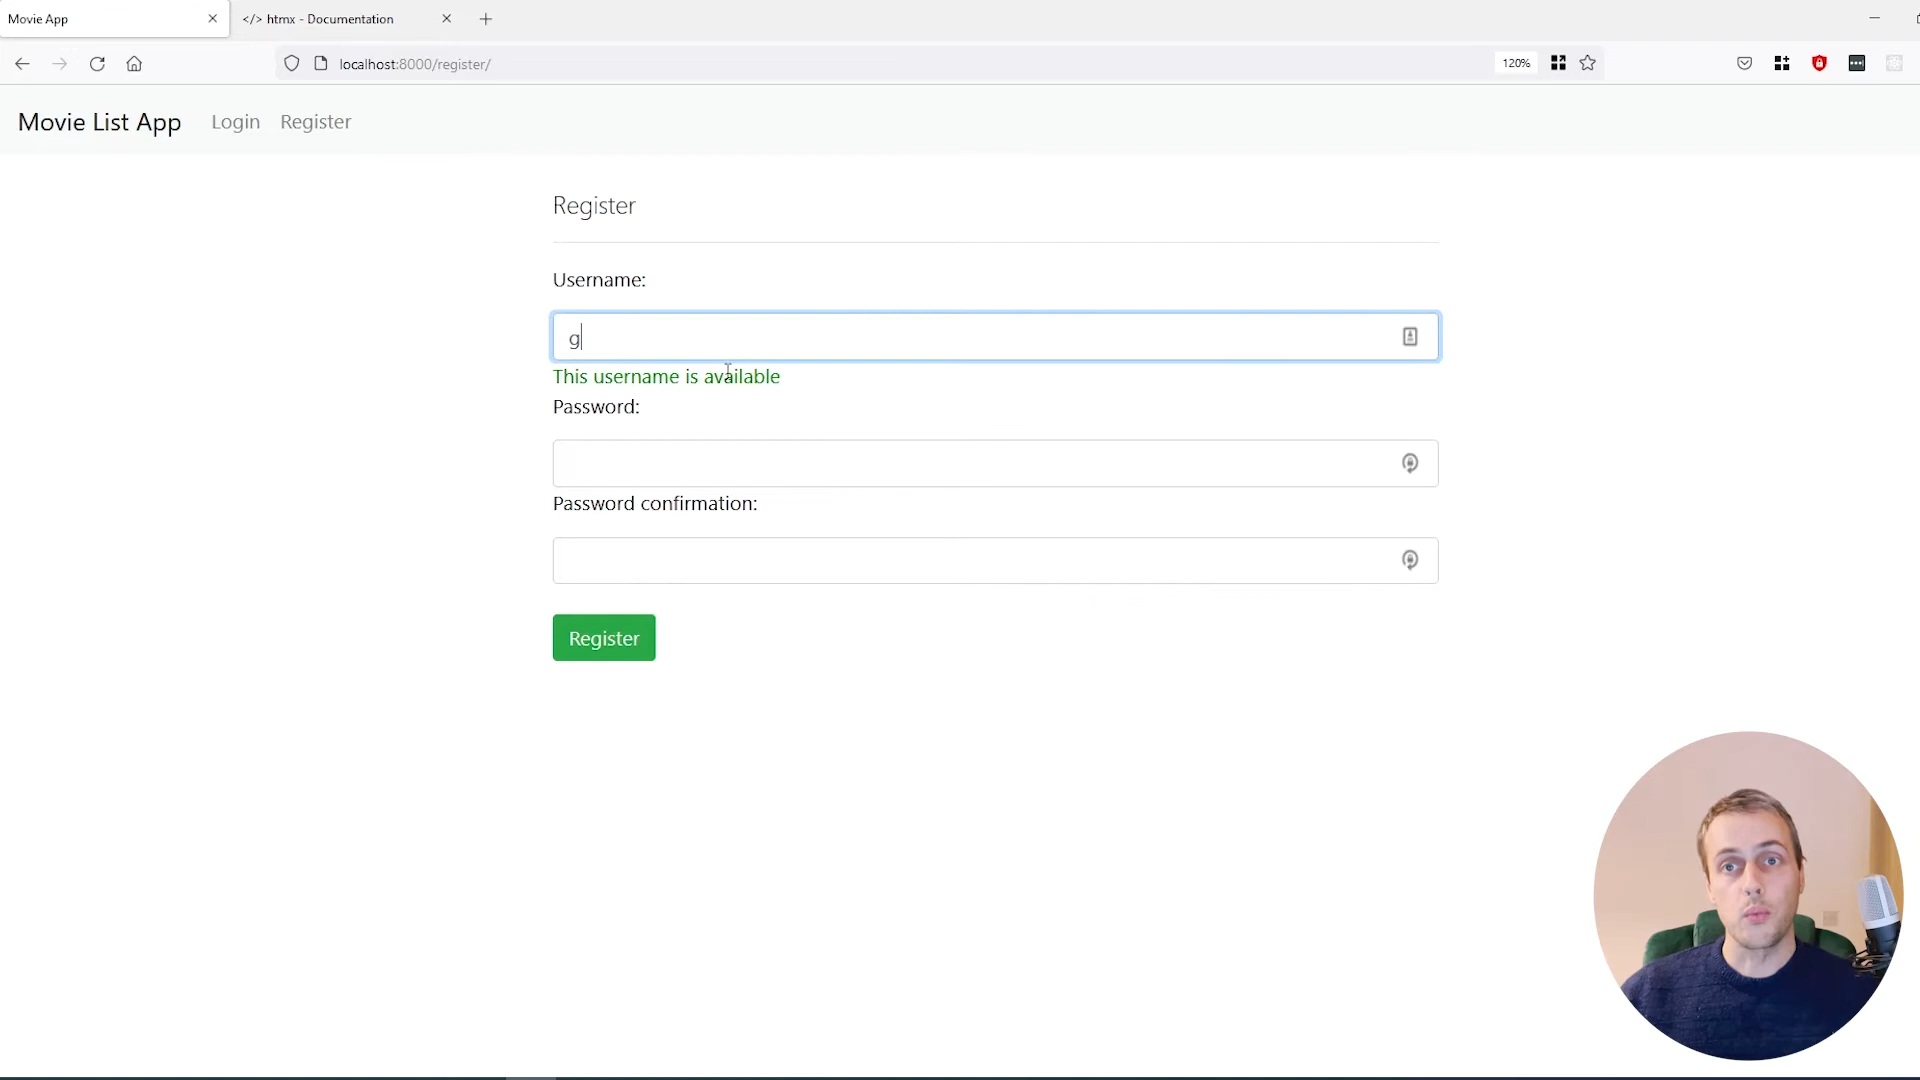 Movie App
</> htmx - Documentation
localhost:8000/register/
120%
Movie List App
Login
Register
Register
Username:
g
This username is available
Password:
Password confirmation:
Register